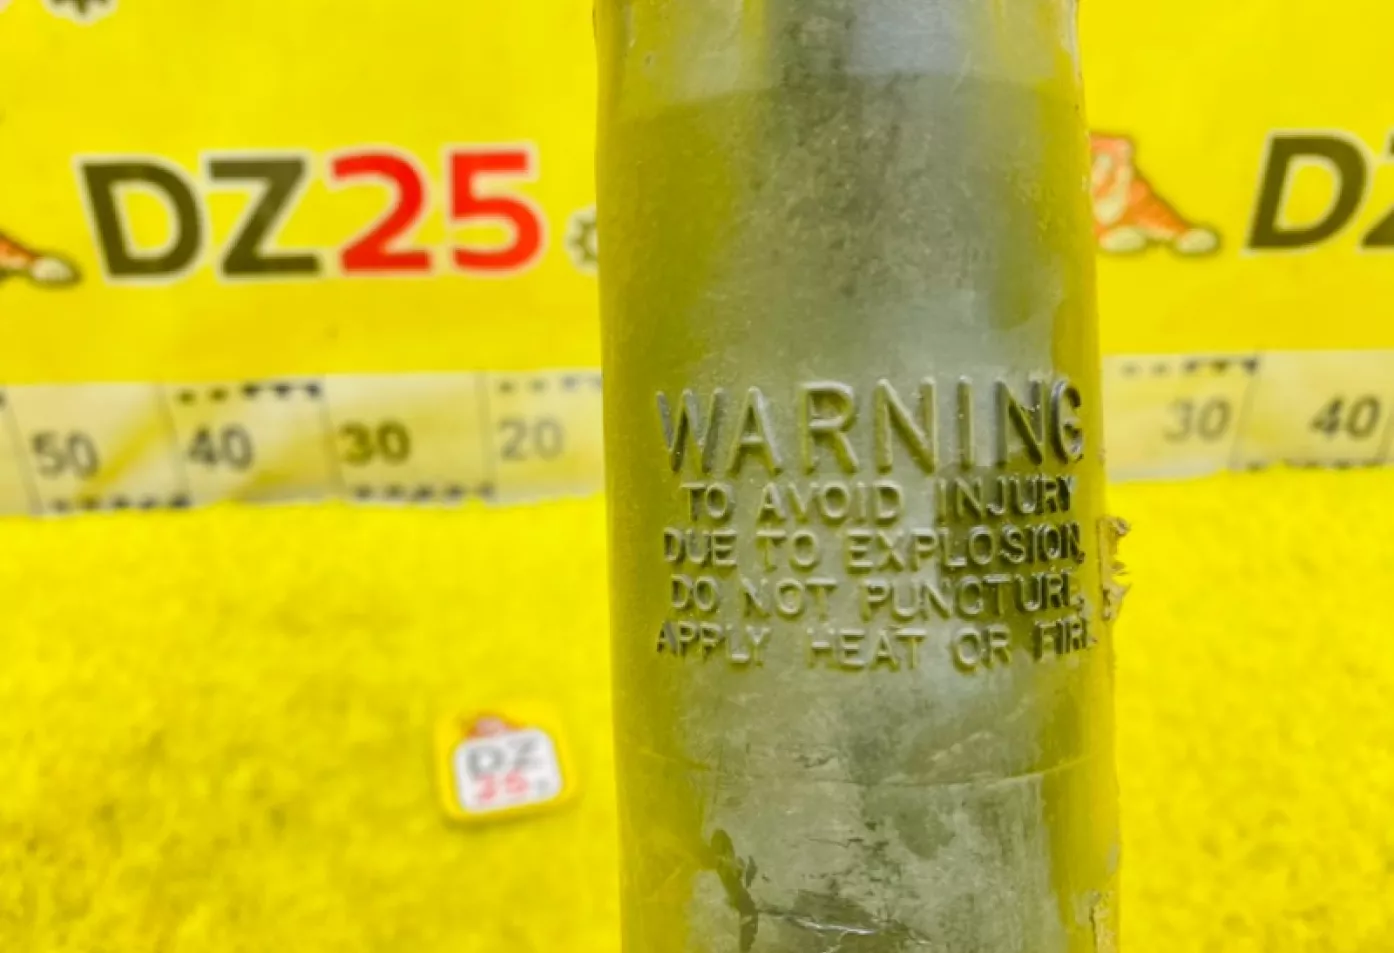 DZ25
DZ
50 40 30 20
30 40
WARNING
TO AVOID INJURY
DUE TO EXPLOSION,
DO NOT PUNCTURE,
APPLY HEAT OR FIRE
DZ
25